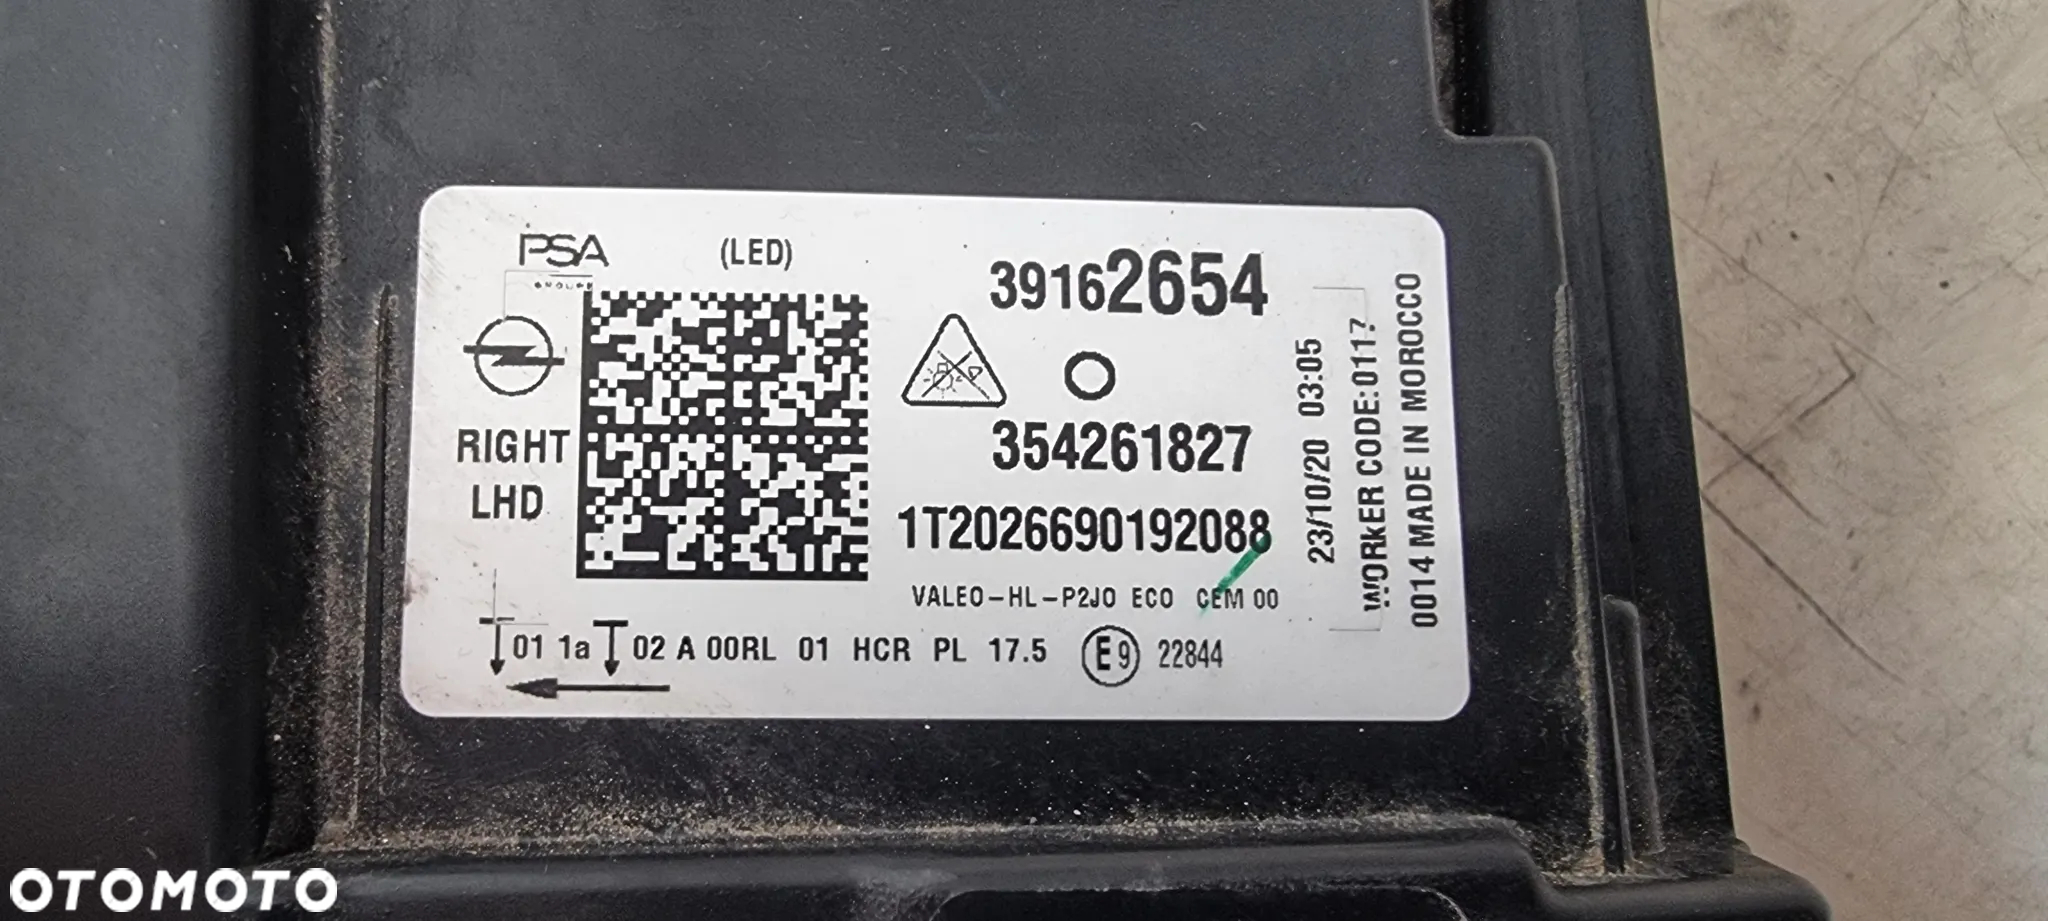 PSA
GROUPE
(LED)
39162654
RIGHT
LHD
354261827
1T2026690192088
VALEO-HL-P2JO ECO CEM 00
01 1a 02 A 00RL 01 HCR PL 17.5 E9 22844
23/10/20 03:05
WORKER CODE:0117
0014 MADE IN MOROCCO
OTOMOTO